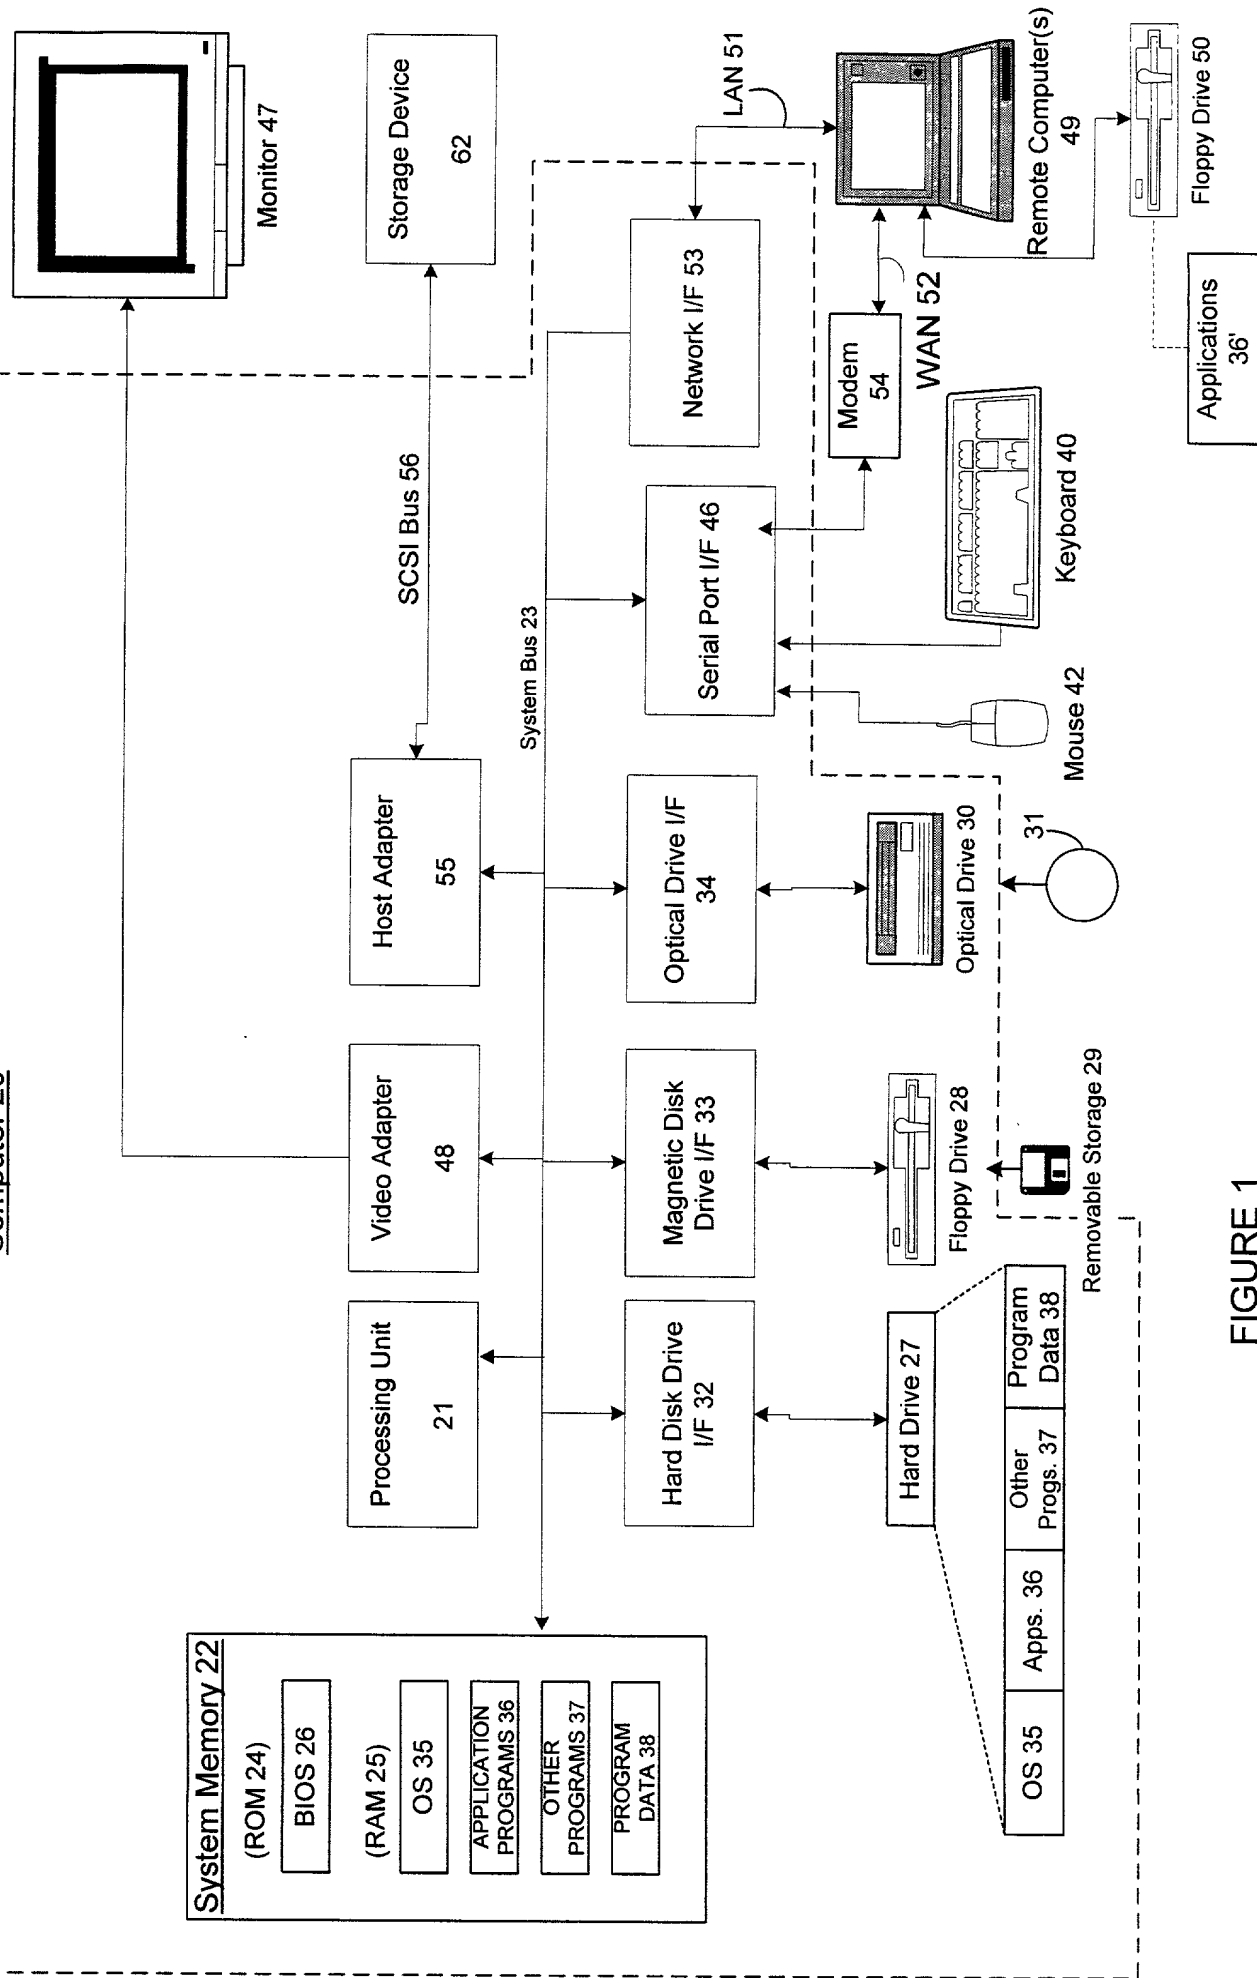 Computer 20
System Memory 22
(ROM 24)
BIOS 26
(RAM 25)
OS 35
APPLICATION
PROGRAMS 36
OTHER
PROGRAMS 37
PROGRAM
DATA 38
Processing Unit
21
Video Adapter
48
Host Adapter
55
SCSI Bus 56
Storage Device
62
Monitor 47
System Bus 23
Hard Disk Drive
I/F 32
Magnetic Disk
Drive I/F 33
Optical Drive I/F
34
Serial Port I/F 46
Network I/F 53
LAN 51
Hard Drive 27
Floppy Drive 28
Optical Drive 30
Modem
54
WAN 52
Remote Computer(s)
49
OS 35
Apps. 36
Other
Progs. 37
Program
Data 38
Removable Storage 29
31
Mouse 42
Keyboard 40
Floppy Drive 50
Applications
36'
FIGURE 1